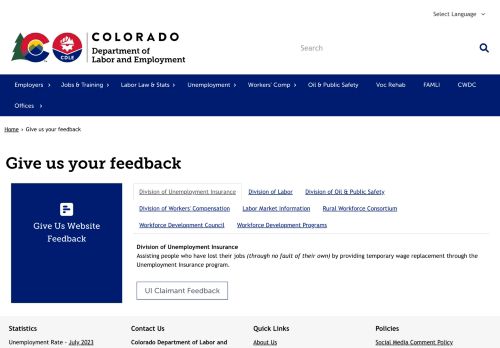 Select Language
COLORADO
Department of
Labor and Employment
CDLE
Search
Employers
Jobs & Training
Labor Law & Stats
Unemployment
Workers' Comp
Oil & Public Safety
Voc Rehab
FAMLI
CWDC
Offices
Home › Give us your feedback
Give us your feedback
Give Us Website
Feedback
Division of Unemployment Insurance
Division of Labor
Division of Oil & Public Safety
Division of Workers' Compensation
Labor Market Information
Rural Workforce Consortium
Workforce Development Council
Workforce Development Programs
Division of Unemployment Insurance
Assisting people who have lost their jobs (through no fault of their own) by providing temporary wage replacement through the
Unemployment Insurance program.
UI Claimant Feedback
Statistics
Unemployment Rate - July 2023
Contact Us
Colorado Department of Labor and
Quick Links
About Us
Policies
Social Media Comment Policy